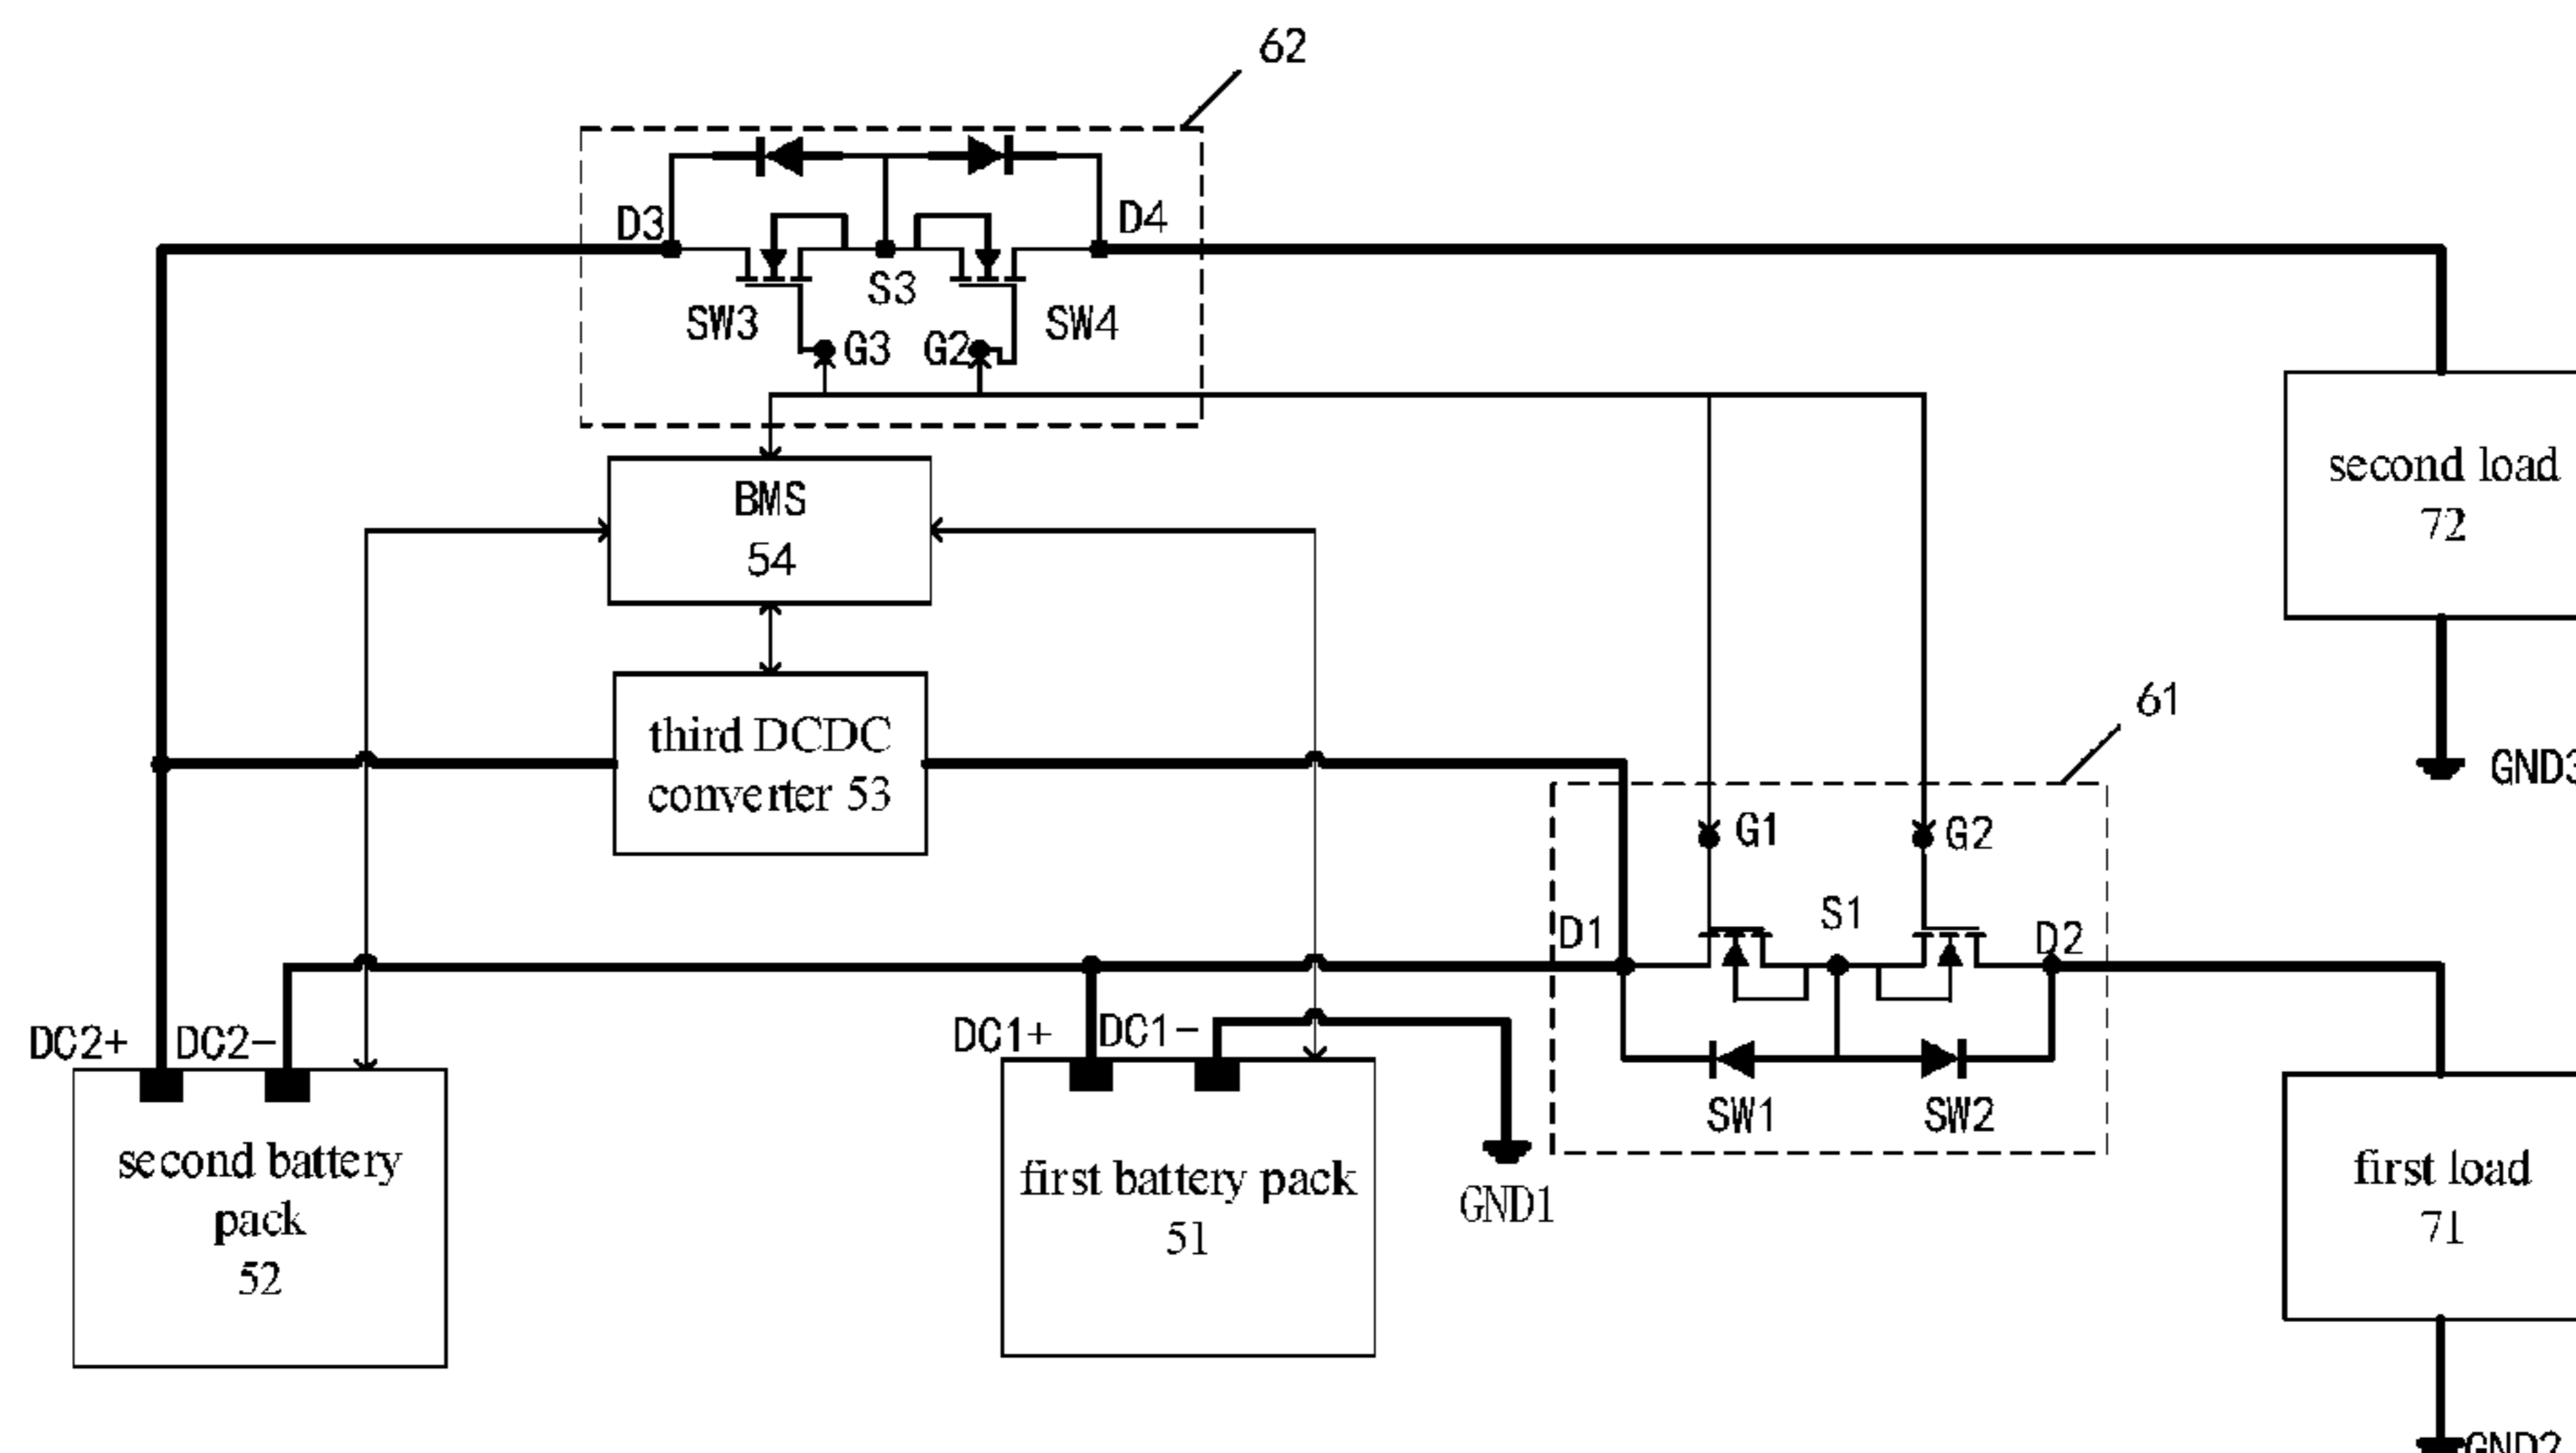 62
D3
D4
S3
SW3
SW4
G3
G2
BMS
54
second load
72
third DCDC
converter 53
61
GND3
G1
G2
D1
S1
D2
DC2+
DC2-
DC1+
DC1-
SW1
SW2
second battery
pack
52
first battery pack
51
GND1
first load
71
GND2